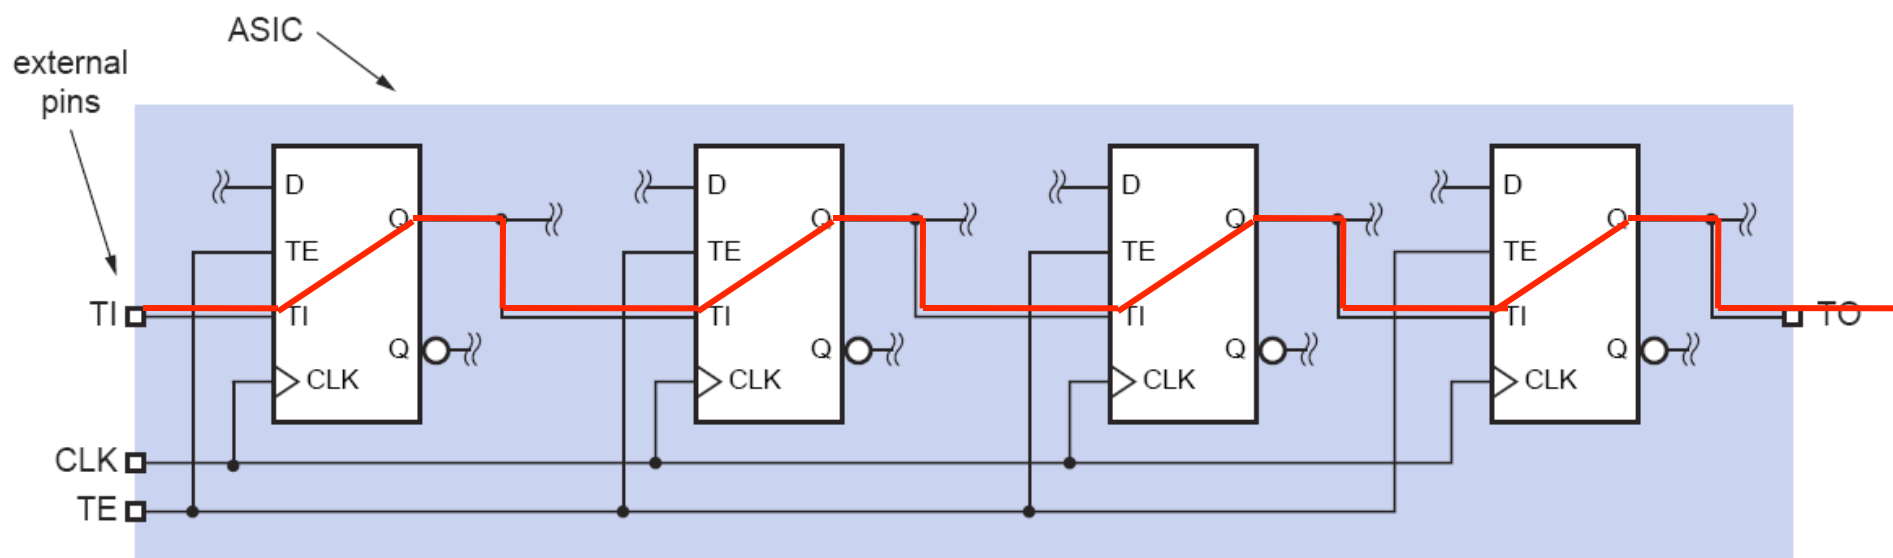 ASIC
external
pins
D
Q
TE
TI
Q
CLK
D
Q
TE
TI
Q
CLK
D
Q
TE
TI
Q
CLK
D
Q
TE
TI
Q
CLK
TI
CLK
TE
TO